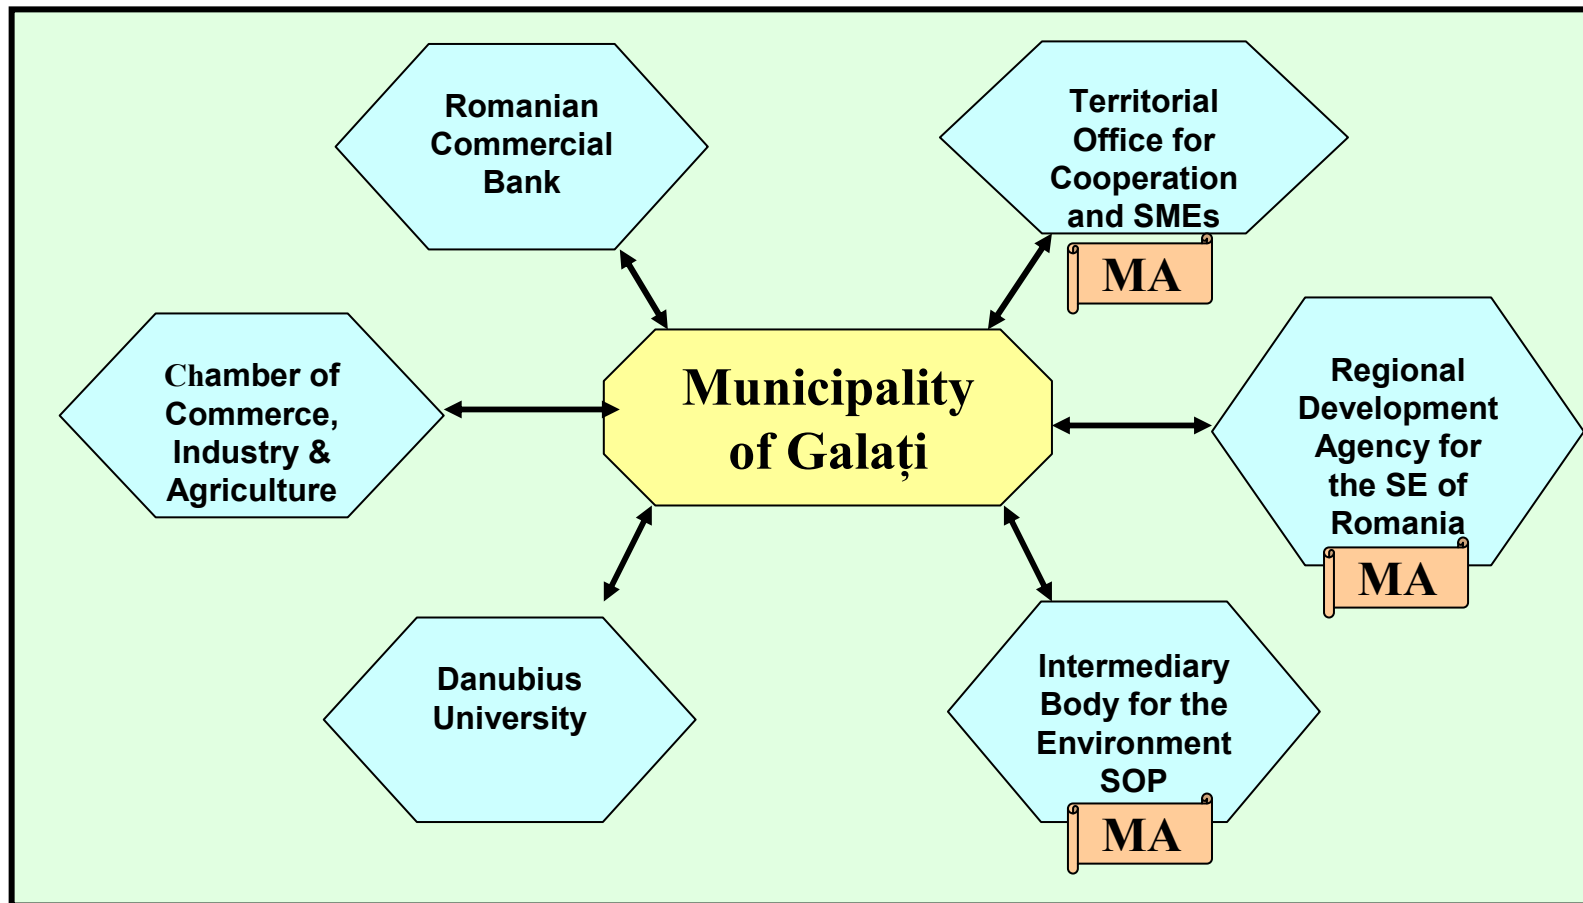 Romanian
Commercial
Bank
Territorial
Office for
Cooperation
and SMEs
MA
Chamber of
Commerce,
Industry &
Agriculture
Municipality
of Galați
Regional
Development
Agency for
the SE of
Romania
MA
Danubius
University
Intermediary
Body for the
Environment
SOP
MA